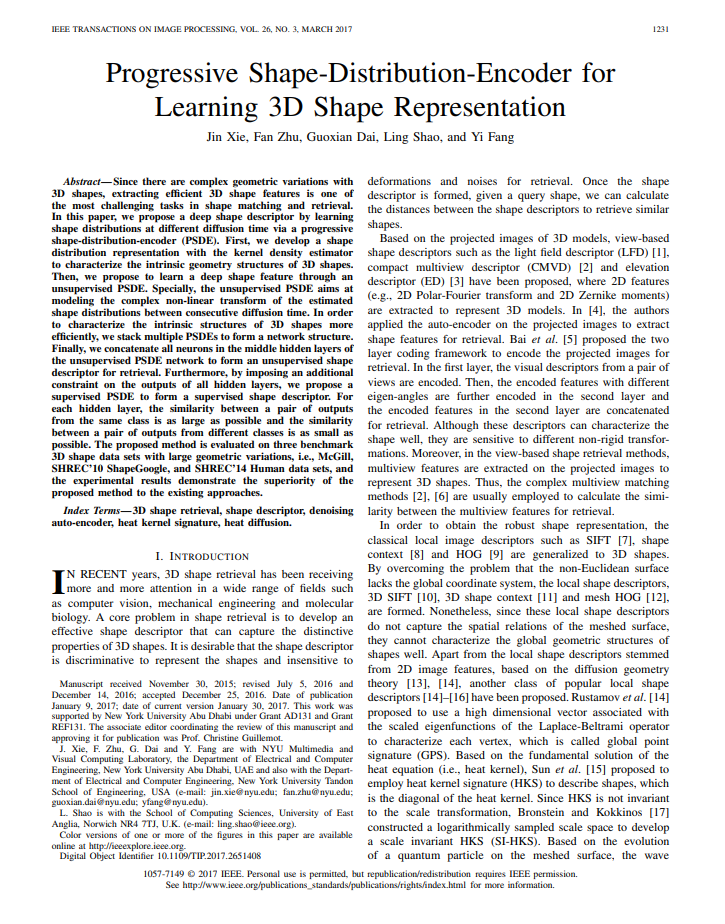 IEEE TRANSACTIONS ON IMAGE PROCESSING, VOL. 26, NO. 3, MARCH 2017 1231
Progressive Shape-Distribution-Encoder for
Learning 3D Shape Representation
Jin Xie, Fan Zhu, Guoxian Dai, Ling Shao, and Yi Fang
Abstract—Since there are complex geometric variations with
3D shapes, extracting efficient 3D shape features is one of
the most challenging tasks in shape matching and retrieval.
In this paper, we propose a deep shape descriptor by learning
shape distributions at different diffusion time via a progressive
shape-distribution-encoder (PSDE). First, we develop a shape
distribution representation with the kernel density estimator
to characterize the intrinsic geometry structures of 3D shapes.
Then, we propose to learn a deep shape feature through an
unsupervised PSDE. Specially, the unsupervised PSDE aims at
modeling the complex non-linear transform of the estimated
shape distributions between consecutive diffusion time. In order
to characterize the intrinsic structures of 3D shapes more
efficiently, we stack multiple PSDEs to form a network structure.
Finally, we concatenate all neurons in the middle hidden layers of
the unsupervised PSDE network to form an unsupervised shape
descriptor for retrieval. Furthermore, by imposing an additional
constraint on the outputs of all hidden layers, we propose a
supervised PSDE to form a supervised shape descriptor. For
each hidden layer, the similarity between a pair of outputs
from the same class is as large as possible and the similarity
between a pair of outputs from different classes is as small as
possible. The proposed method is evaluated on three benchmark
3D shape data sets with large geometric variations, i.e., McGill,
SHREC'10 ShapeGoogle, and SHREC'14 Human data sets, and
the experimental results demonstrate the superiority of the
proposed method to the existing approaches.
Index Terms—3D shape retrieval, shape descriptor, denoising
auto-encoder, heat kernel signature, heat diffusion.
I. INTRODUCTION
IN RECENT years, 3D shape retrieval has been receiving
more and more attention in a wide range of fields such
as computer vision, mechanical engineering and molecular
biology. A core problem in shape retrieval is to develop an
effective shape descriptor that can capture the distinctive
properties of 3D shapes. It is desirable that the shape descriptor
is discriminative to represent the shapes and insensitive to
Manuscript received November 30, 2015; revised July 5, 2016 and
December 14, 2016; accepted December 25, 2016. Date of publication
January 9, 2017; date of current version January 30, 2017. This work was
supported by New York University Abu Dhabi under Grant AD131 and Grant
REF131. The associate editor coordinating the review of this manuscript and
approving it for publication was Prof. Christine Guillemot.
J. Xie, F. Zhu, G. Dai and Y. Fang are with NYU Multimedia and
Visual Computing Laboratory, the Department of Electrical and Computer
Engineering, New York University Abu Dhabi, UAE and also with the Depart-
ment of Electrical and Computer Engineering, New York University Tandon
School of Engineering, USA (e-mail: jin.xie@nyu.edu; fan.zhu@nyu.edu;
guoxian.dai@nyu.edu; yfang@nyu.edu).
L. Shao is with the School of Computing Sciences, University of East
Anglia, Norwich NR4 7TJ, U.K. (e-mail: ling.shao@ieee.org).
Color versions of one or more of the figures in this paper are available
online at http://ieeexplore.ieee.org.
Digital Object Identifier 10.1109/TIP.2017.2651408
deformations and noises for retrieval. Once the shape
descriptor is formed, given a query shape, we can calculate
the distances between the shape descriptors to retrieve similar
shapes.
Based on the projected images of 3D models, view-based
shape descriptors such as the light field descriptor (LFD) [1],
compact multiview descriptor (CMVD) [2] and elevation
descriptor (ED) [3] have been proposed, where 2D features
(e.g., 2D Polar-Fourier transform and 2D Zernike moments)
are extracted to represent 3D models. In [4], the authors
applied the auto-encoder on the projected images to extract
shape features for retrieval. Bai et al. [5] proposed the two
layer coding framework to encode the projected images for
retrieval. In the first layer, the visual descriptors from a pair of
views are encoded. Then, the encoded features with different
eigen-angles are further encoded in the second layer and
the encoded features in the second layer are concatenated
for retrieval. Although these descriptors can characterize the
shape well, they are sensitive to different non-rigid transfor-
mations. Moreover, in the view-based shape retrieval methods,
multiview features are extracted on the projected images to
represent 3D shapes. Thus, the complex multiview matching
methods [2], [6] are usually employed to calculate the simi-
larity between the multiview features for retrieval.
In order to obtain the robust shape representation, the
classical local image descriptors such as SIFT [7], shape
context [8] and HOG [9] are generalized to 3D shapes.
By overcoming the problem that the non-Euclidean surface
lacks the global coordinate system, the local shape descriptors,
3D SIFT [10], 3D shape context [11] and mesh HOG [12],
are formed. Nonetheless, since these local shape descriptors
do not capture the spatial relations of the meshed surface,
they cannot characterize the global geometric structures of
shapes well. Apart from the local shape descriptors stemmed
from 2D image features, based on the diffusion geometry
theory [13], [14], another class of popular local shape
descriptors [14]–[16] have been proposed. Rustamov et al. [14]
proposed to use a high dimensional vector associated with
the scaled eigenfunctions of the Laplace-Beltrami operator
to characterize each vertex, which is called global point
signature (GPS). Based on the fundamental solution of the
heat equation (i.e., heat kernel), Sun et al. [15] proposed to
employ heat kernel signature (HKS) to describe shapes, which
is the diagonal of the heat kernel. Since HKS is not invariant
to the scale transformation, Bronstein and Kokkinos [17]
constructed a logarithmically sampled scale space to develop
a scale invariant HKS (SI-HKS). Based on the evolution
of a quantum particle on the meshed surface, the wave
1057-7149 © 2017 IEEE. Personal use is permitted, but republication/redistribution requires IEEE permission.
See http://www.ieee.org/publications_standards/publications/rights/index.html for more information.